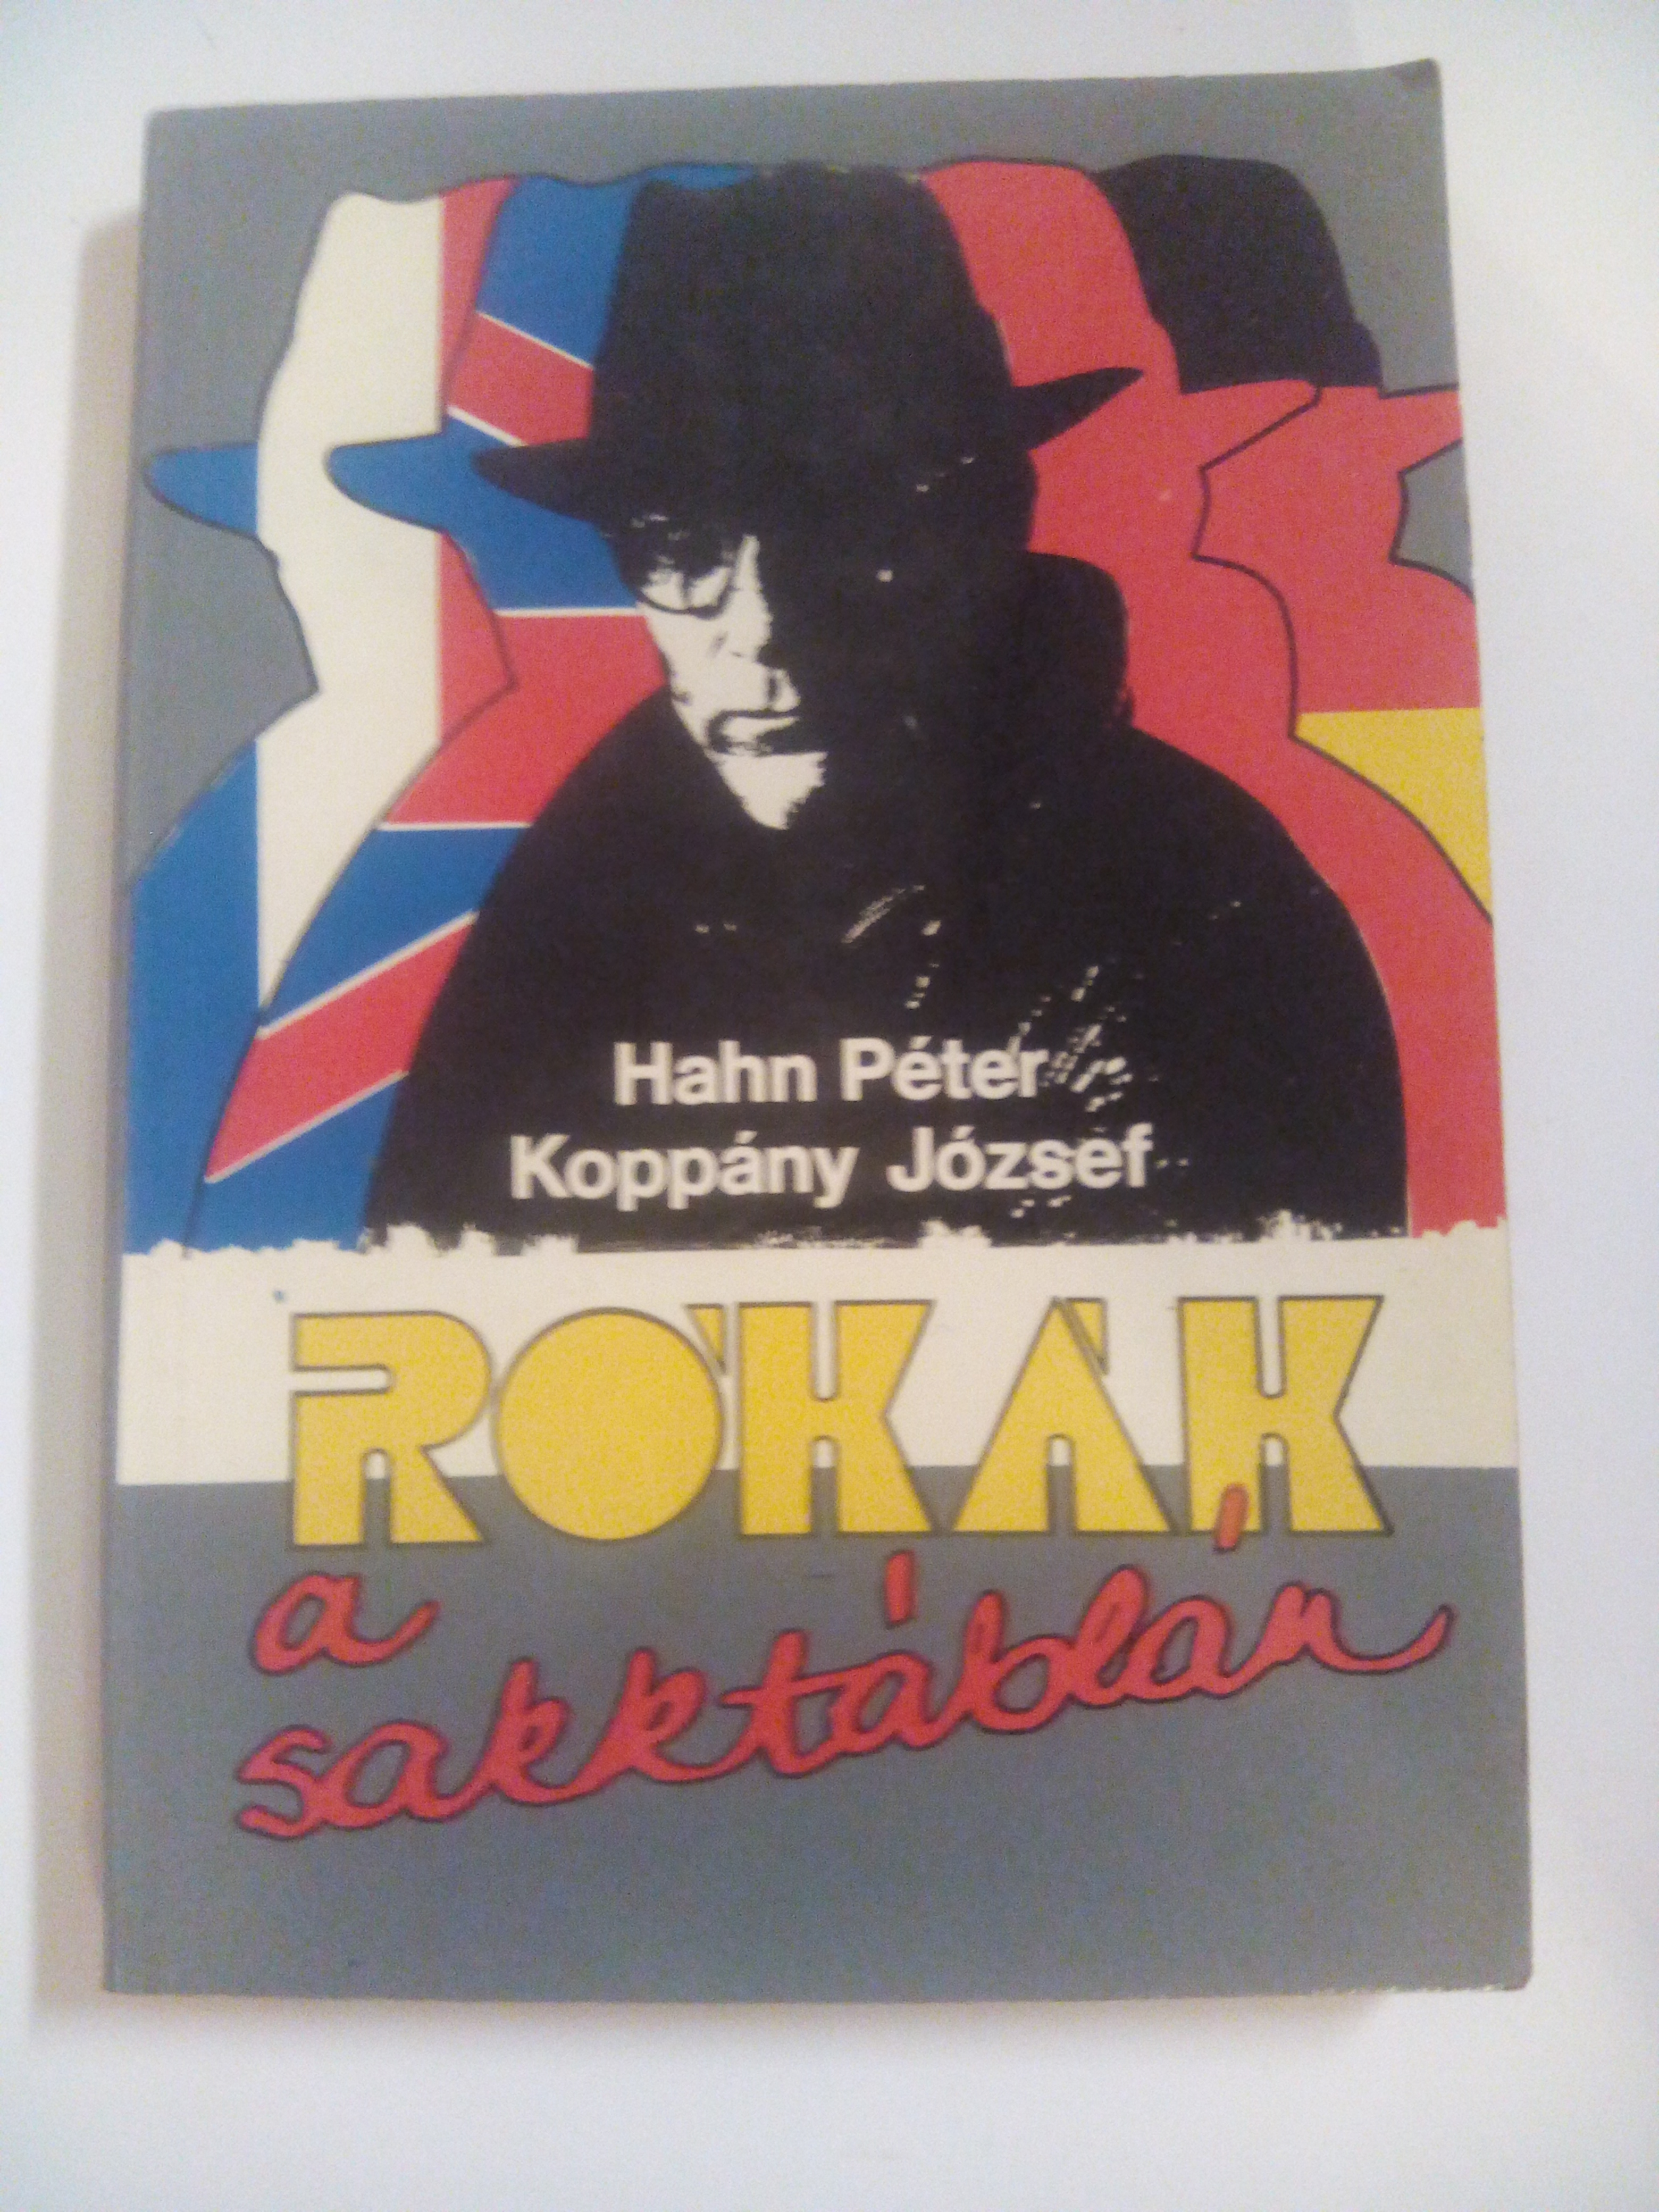 Hahn Péter
Koppány József
RÓKÁK
a
sakktáblán